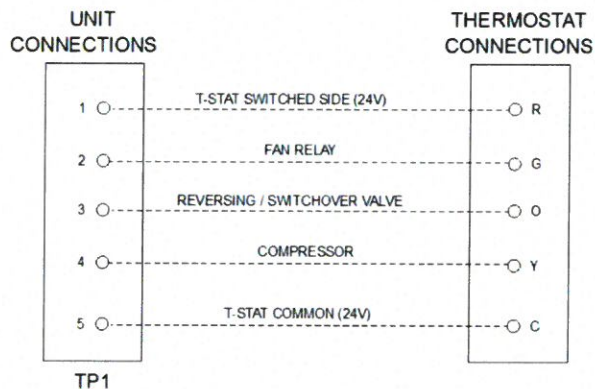 UNIT
CONNECTIONS
THERMOSTAT
CONNECTIONS
1 T-STAT SWITCHED SIDE (24V) R
2 FAN RELAY G
3 REVERSING / SWITCHOVER VALVE O
4 COMPRESSOR Y
5 T-STAT COMMON (24V) C
TP1